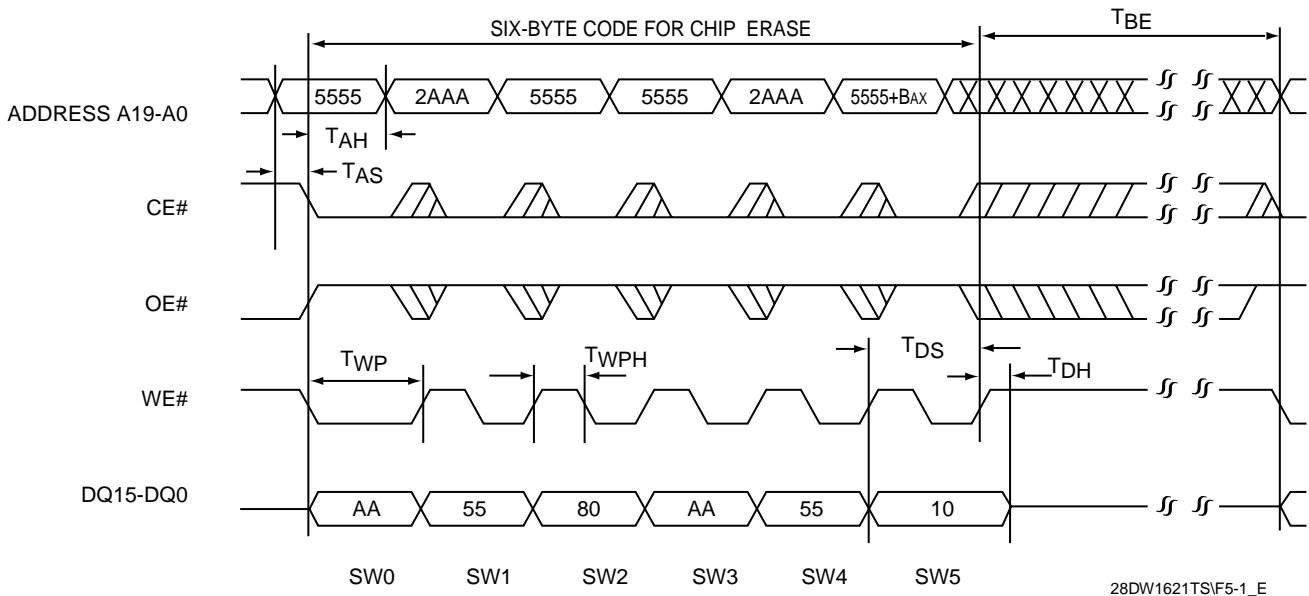 SIX-BYTE CODE FOR CHIP ERASE
TBE
ADDRESS A19-A0
5555
2AAA
5555
5555
2AAA
5555+BAX
TAH
TAS
CE#
OE#
TWP
TWPH
TDS
TDH
WE#
DQ15-DQ0
AA
55
80
AA
55
10
SW0
SW1
SW2
SW3
SW4
SW5
28DW1621TS\F5-1_E